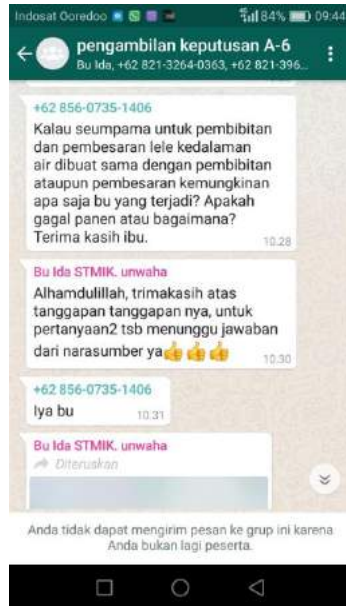 Indosat Ooredoo 84% 09:44
pengambilan keputusan A-6
Bu Ida, +62 821-3264-0363, +62 821-396...
+62 856-0735-1406
Kalau seumpama untuk pembibitan
dan pembesaran lele kedalaman
air dibuat sama dengan pembibitan
ataupun pembesaran kemungkinan
apa saja bu yang terjadi? Apakah
gagal panen atau bagaimana?
Terima kasih ibu.
10.28
Bu Ida STMIK. unwaha
Alhamdulillah, trimakasih atas
tanggapan tanggapan nya, untuk
pertanyaan2 tsb menunggu jawaban
dari narasumber ya👍👍👍
10.30
+62 856-0735-1406
Iya bu 10.31
Bu Ida STMIK. unwaha
Diteruskan
Anda tidak dapat mengirim pesan ke grup ini karena
Anda bukan lagi peserta.